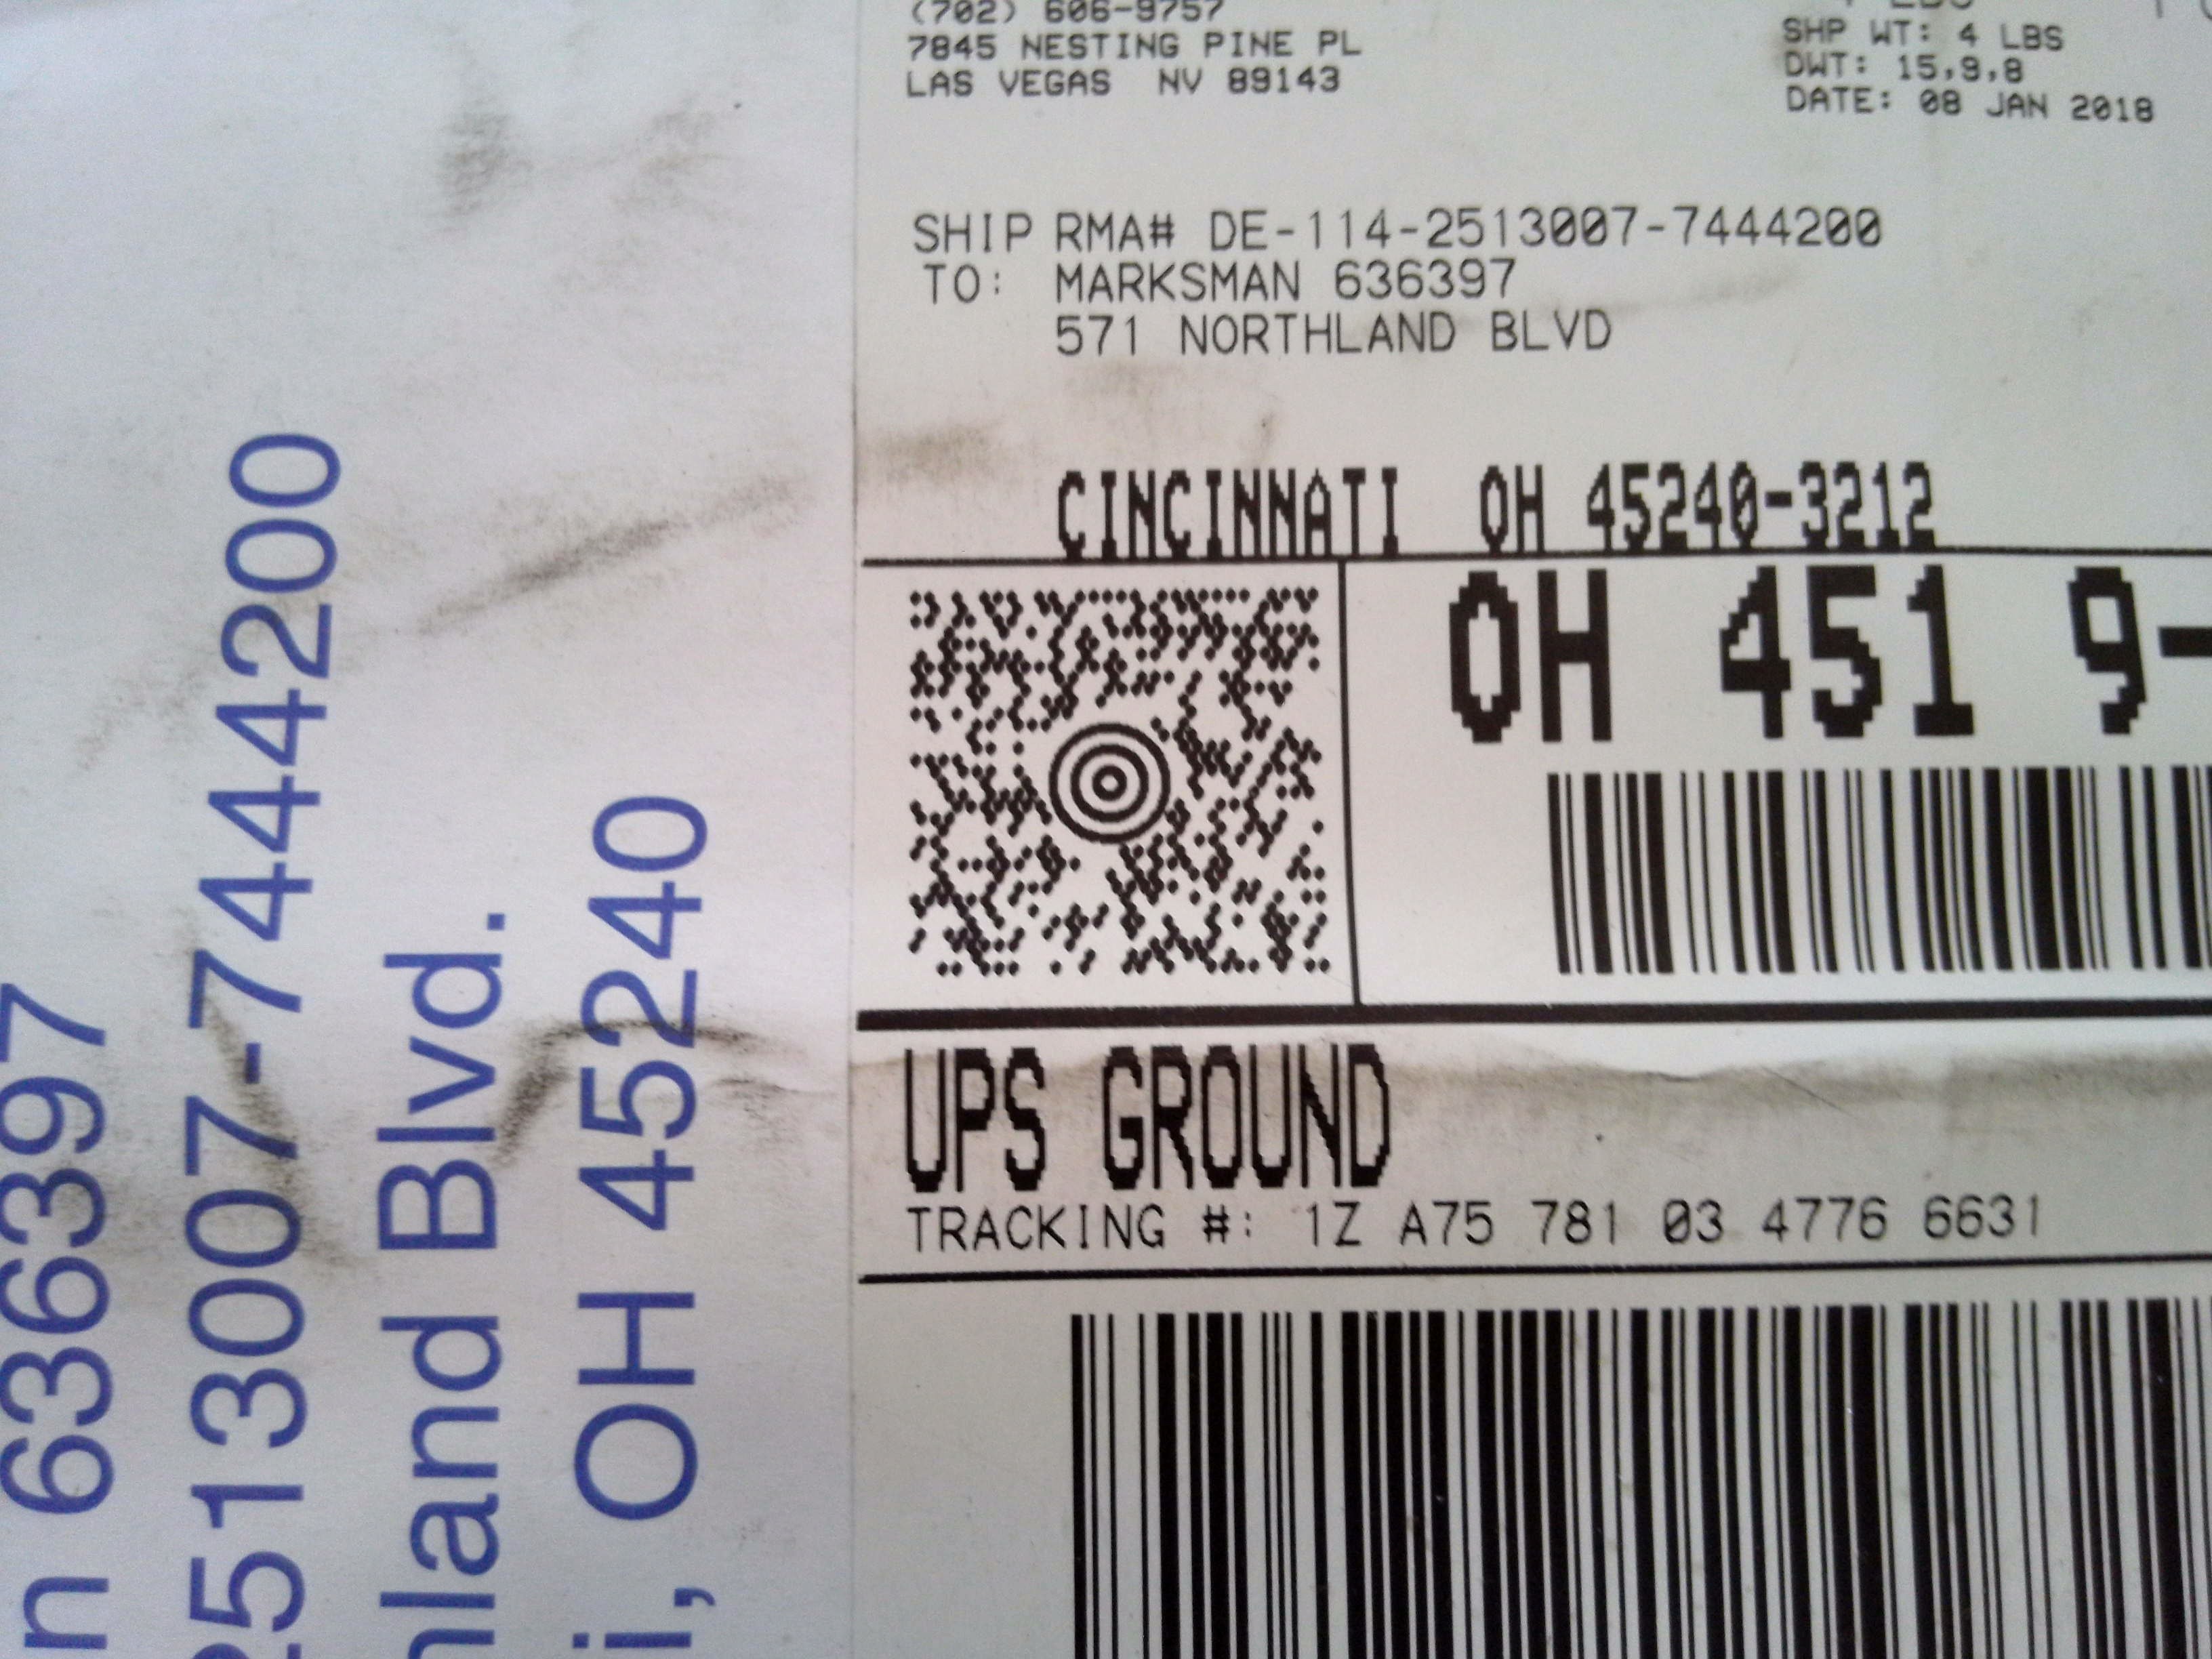 (702) 606-9757
7845 NESTING PINE PL
LAS VEGAS NV 89143
SHP WT: 4 LBS
DWT: 15,9,8
DATE: 08 JAN 2018
SHIP RMA# DE-114-2513007-7444200
TO: MARKSMAN 636397
571 NORTHLAND BLVD
CINCINNATI OH 45240-3212
OH 451 9-
UPS GROUND
TRACKING #: 1Z A75 781 03 4776 6631
n 636397
2513007-7444200
hland Blvd.
i, OH 45240